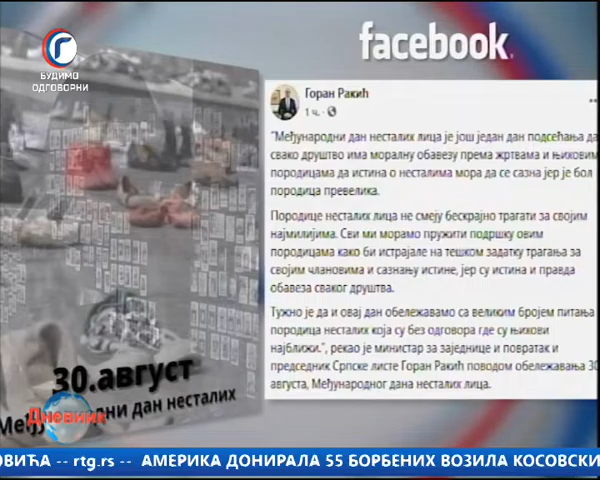 facebook
БУДИМО
ОДГОВОРНИ
Горан Ракић
1 ч. ·
"Међународни дан несталих лица је још један дан подсећања да
свако друштво има моралну обавезу према жртвама и њиховим
породицама да истина о несталима мора да се сазна јер је бол
породица превелика.
Породице несталих лица не смеју бескрајно трагати за својим
најмилијима. Сви ми морамо пружити подршку овим
породицама како би истрајале на тешком задатку трагања за
својим члановима и сазнању истине, јер су истина и правда
обавеза сваког друштва.
Тужно је да и овај дан обележавамо са великим бројем питања
породица несталих која су без одговора где су њихови
најближи.", рекао је министар за заједнице и повратак и
председник Српске листе Горан Ракић поводом обележавања 30
августа, Међународног дана несталих лица.
30.август
Међ ни дан несталих
Дневник
ОВИЋА -- rtg.rs -- АМЕРИКА ДОНИРАЛА 55 БОРБЕНИХ ВОЗИЛА КОСОВСКИ